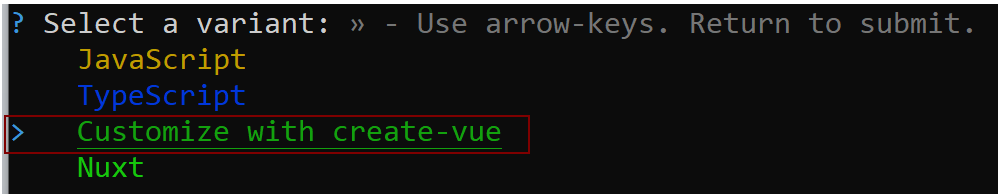 ? Select a variant: » - Use arrow-keys. Return to submit.
JavaScript
TypeScript
> Customize with create-vue
Nuxt